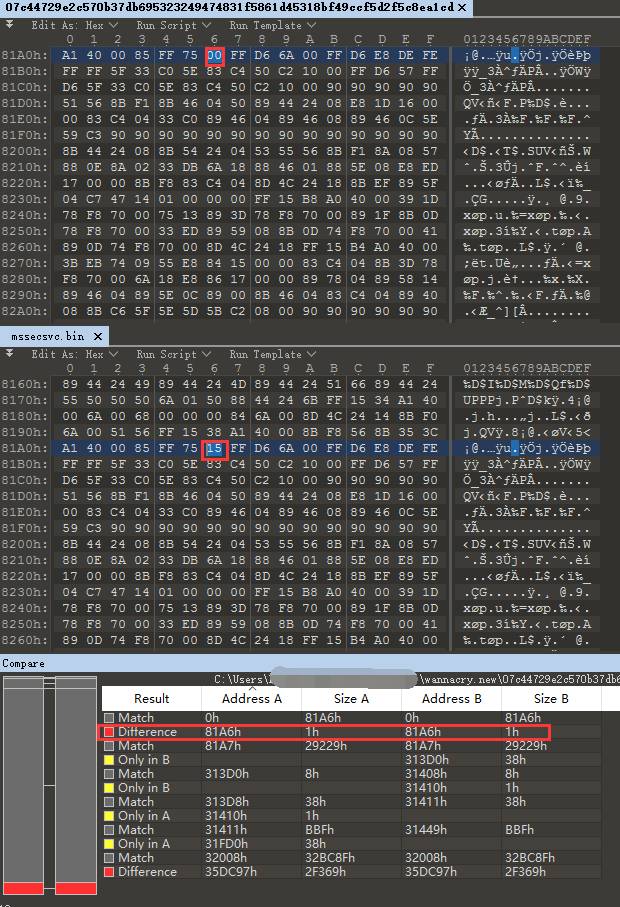 07c44729e2c570b37db695323249474831f5861d45318bf49ccf5d2f5c8ea1cd ×
Edit As: Hex Run Script Run Template
0 1 2 3 4 5 6 7 8 9 A B C D E F 0123456789ABCDEF
81A0h: A1 40 00 85 FF 75 00 FF D6 6A 00 FF D6 E8 DE FE ¡@.…ÿu.ÿÖj.ÿÖèÞþ
81B0h: FF FF 5F 33 C0 5E 83 C4 50 C2 10 00 FF D6 57 FF ÿÿ_3À^ƒÄPÂ..ÿÖWÿ
81C0h: D6 5F 33 C0 5E 83 C4 50 C2 10 00 90 90 90 90 90 Ö_3À^ƒÄPÂ......
81D0h: 51 56 8B F1 8B 46 04 50 89 44 24 08 E8 1D 16 00 QV‹ñ‹F.P‰D$.è...
81E0h: 00 83 C4 04 33 C0 89 46 04 89 46 08 89 46 0C 5E .ƒÄ.3À‰F.‰F.‰F.^
81F0h: 59 C3 90 90 90 90 90 90 90 90 90 90 90 90 90 90 YÃ..............
8200h: 8B 44 24 08 8B 54 24 04 53 55 56 8B F1 8A 08 57 ‹D$.‹T$.SUV‹ñŠ.W
8210h: 88 0E 8A 02 33 DB 6A 18 88 46 01 88 5E 08 E8 ED ˆ.Š.3Ûj.ˆF.ˆ^.èí
8220h: 17 00 00 8B F8 83 C4 04 8D 4C 24 18 8B EF 89 5F ...‹øƒÄ..L$.‹ï‰_
8230h: 04 C7 47 14 01 00 00 00 FF 15 B8 A0 40 00 39 1D .ÇG.....ÿ.¸ @.9.
8240h: 78 F8 70 00 75 13 89 3D 78 F8 70 00 89 1F 8B 0D xøp.u.‰=xøp.‰.‹.
8250h: 78 F8 70 00 33 ED 89 59 08 8B 0D 74 F8 70 00 41 xøp.3í‰Y.‹.tøp.A
8260h: 89 0D 74 F8 70 00 8D 4C 24 18 FF 15 B4 A0 40 00 ‰.tøp..L$.ÿ.´ @.
8270h: 3B EB 74 09 55 E8 84 15 00 00 83 C4 04 8B 3D 78 ;ët.Uè„...ƒÄ.‹=x
8280h: F8 70 00 6A 18 E8 86 17 00 00 89 78 04 89 58 14 øp.j.è†...‰x.‰X.
8290h: 89 46 04 89 5E 0C 89 00 8B 46 04 83 C4 04 89 40 ‰F.‰^.‰.‹F.ƒÄ.‰@
82A0h: 08 8B C6 5F 5E 5D 5B C2 08 00 90 90 90 90 90 90 .‹Æ_^][Â........
mssecsvc.bin ×
Edit As: Hex Run Script Run Template
0 1 2 3 4 5 6 7 8 9 A B C D E F 0123456789ABCDEF
8160h: 89 44 24 49 89 44 24 4D 89 44 24 51 66 89 44 24 ‰D$I‰D$M‰D$Qf‰D$
8170h: 55 50 50 50 6A 01 50 88 44 24 6B FF 15 34 A1 40 UPPPj.PˆD$kÿ.4¡@
8180h: 00 6A 00 68 00 00 00 84 6A 00 8D 4C 24 14 8B F0 .j.h...„j..L$.‹ð
8190h: 6A 00 51 56 FF 15 38 A1 40 00 8B F8 56 8B 35 3C j.QVÿ.8¡@.‹øV‹5<
81A0h: A1 40 00 85 FF 75 15 FF D6 6A 00 FF D6 E8 DE FE ¡@.…ÿu.ÿÖj.ÿÖèÞþ
81B0h: FF FF 5F 33 C0 5E 83 C4 50 C2 10 00 FF D6 57 FF ÿÿ_3À^ƒÄPÂ..ÿÖWÿ
81C0h: D6 5F 33 C0 5E 83 C4 50 C2 10 00 90 90 90 90 90 Ö_3À^ƒÄPÂ......
81D0h: 51 56 8B F1 8B 46 04 50 89 44 24 08 E8 1D 16 00 QV‹ñ‹F.P‰D$.è...
81E0h: 00 83 C4 04 33 C0 89 46 04 89 46 08 89 46 0C 5E .ƒÄ.3À‰F.‰F.‰F.^
81F0h: 59 C3 90 90 90 90 90 90 90 90 90 90 90 90 90 90 YÃ..............
8200h: 8B 44 24 08 8B 54 24 04 53 55 56 8B F1 8A 08 57 ‹D$.‹T$.SUV‹ñŠ.W
8210h: 88 0E 8A 02 33 DB 6A 18 88 46 01 88 5E 08 E8 ED ˆ.Š.3Ûj.ˆF.ˆ^.èí
8220h: 17 00 00 8B F8 83 C4 04 8D 4C 24 18 8B EF 89 5F ...‹øƒÄ..L$.‹ï‰_
8230h: 04 C7 47 14 01 00 00 00 FF 15 B8 A0 40 00 39 1D .ÇG.....ÿ.¸ @.9.
8240h: 78 F8 70 00 75 13 89 3D 78 F8 70 00 89 1F 8B 0D xøp.u.‰=xøp.‰.‹.
8250h: 78 F8 70 00 33 ED 89 59 08 8B 0D 74 F8 70 00 41 xøp.3í‰Y.‹.tøp.A
8260h: 89 0D 74 F8 70 00 8D 4C 24 18 FF 15 B4 A0 40 00 ‰.tøp..L$.ÿ.´ @.
Compare
C:\Users\ \wannacry.new\07c44729e2c570b37db6
Result Address A Size A Address B Size B
Match 0h 81A6h 0h 81A6h
Difference 81A6h 1h 81A6h 1h
Match 81A7h 29229h 81A7h 29229h
Only in B 313D0h 38h
Match 313D0h 8h 31408h 8h
Only in B 31410h 1h
Match 313D8h 38h 31411h 38h
Only in A 31410h 1h
Match 31411h BBFh 31449h BBFh
Only in A 31FD0h 38h
Match 32008h 32BC8Fh 32008h 32BC8Fh
Difference 35DC97h 2F369h 35DC97h 2F369h